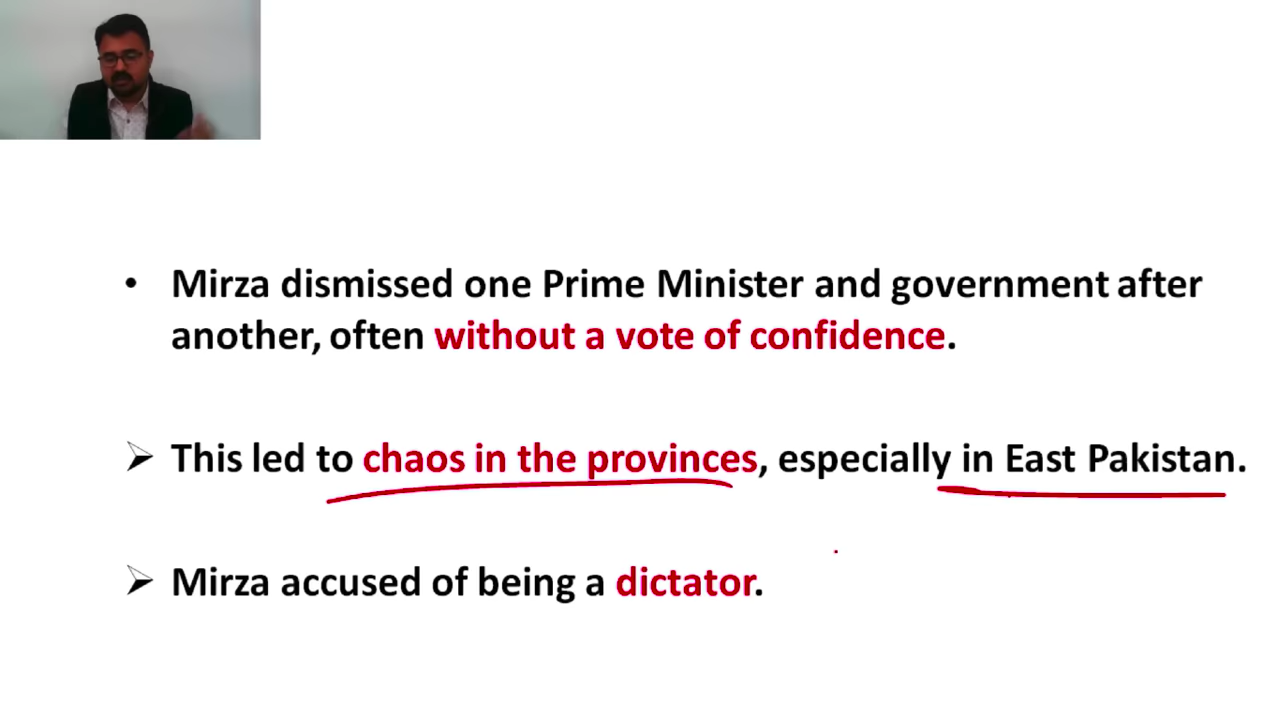 • Mirza dismissed one Prime Minister and government after
another, often without a vote of confidence.
➢ This led to chaos in the provinces, especially in East Pakistan.
➢ Mirza accused of being a dictator.